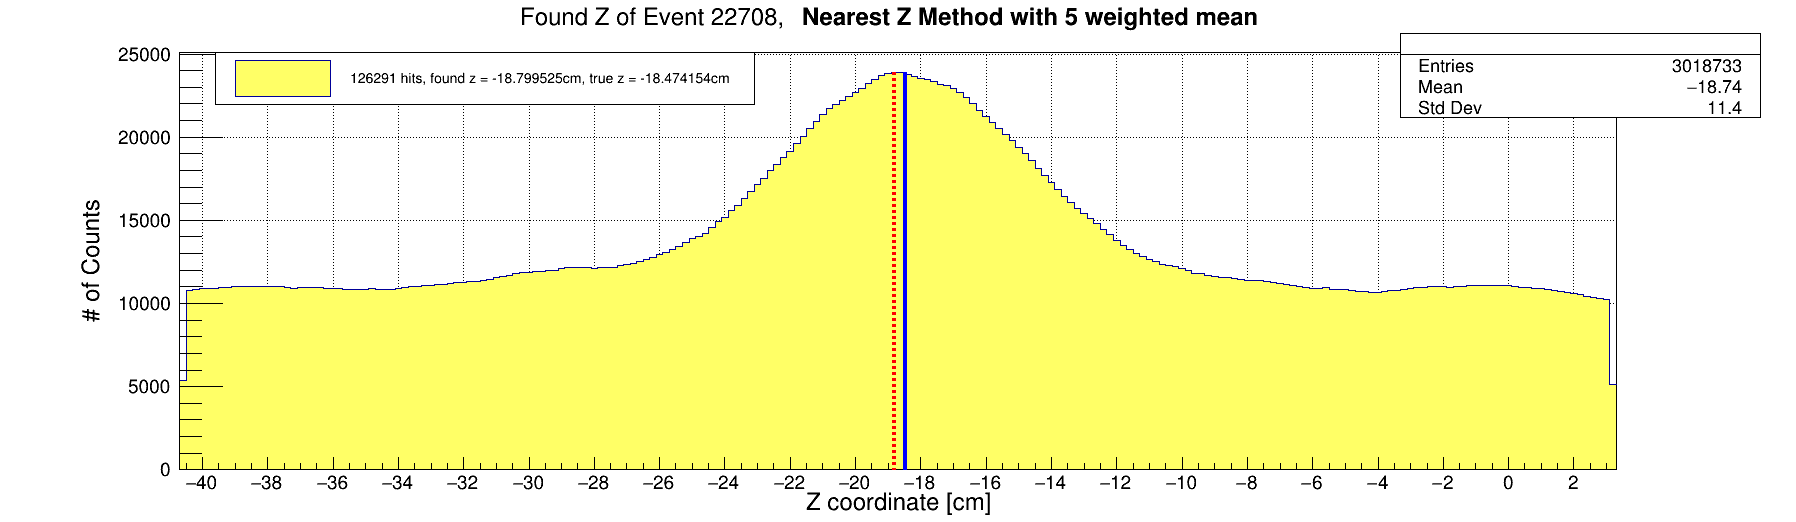 Found Z of Event 22708, Nearest Z Method with 5 weighted mean
126291 hits, found z = -18.799525cm, true z = -18.474154cm
Entries 3018733
Mean −18.74
Std Dev 11.4
# of Counts
25000
20000
15000
10000
5000
0
−40 −38 −36 −34 −32 −30 −28 −26 −24 −22 −20 −18 −16 −14 −12 −10 −8 −6 −4 −2 0 2
Z coordinate [cm]